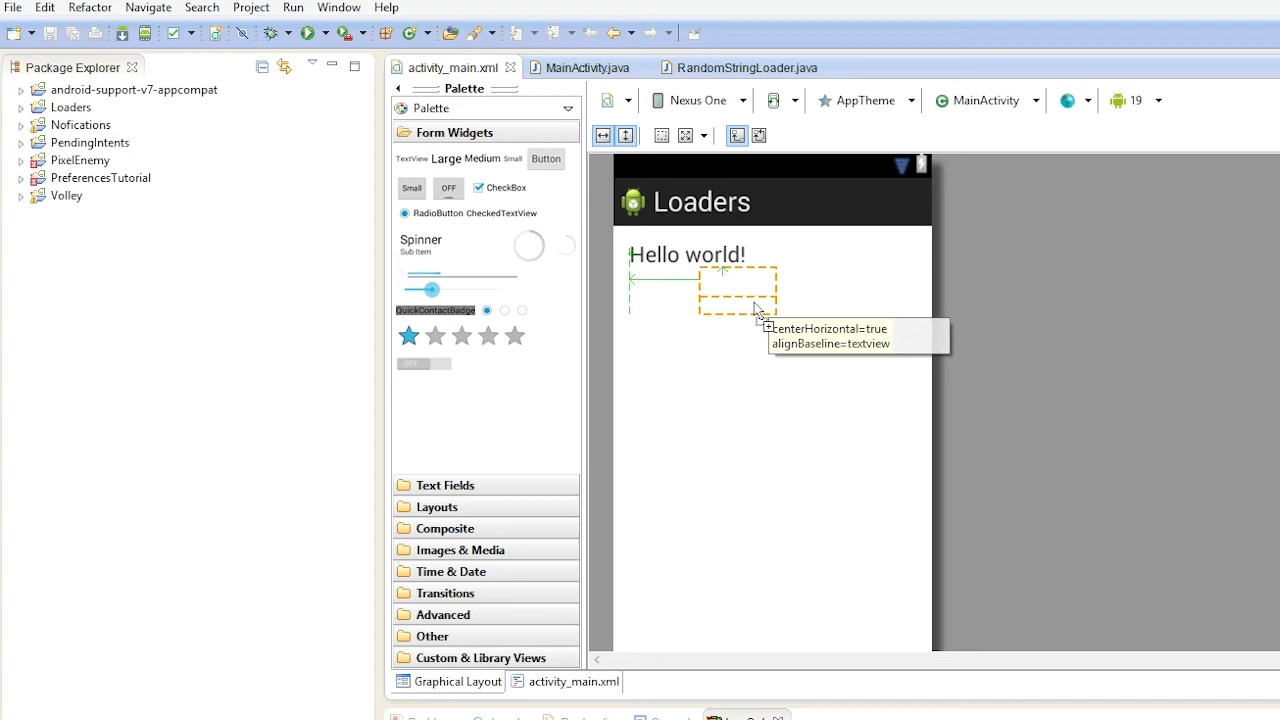 File Edit Refactor Navigate Search Project Run Window Help
Package Explorer
android-support-v7-appcompat
Loaders
Nofications
PendingIntents
PixelEnemy
PreferencesTutorial
Volley
activity_main.xml MainActivity.java RandomStringLoader.java
Palette
Palette
Form Widgets
TextView Large Medium Small Button
Small OFF CheckBox
RadioButton CheckedTextView
Spinner
Sub Item
QuickContactBadge
OFF
Text Fields
Layouts
Composite
Images & Media
Time & Date
Transitions
Advanced
Other
Custom & Library Views
Graphical Layout activity_main.xml
Nexus One AppTheme MainActivity 19
Loaders
Hello world!
centerHorizontal=true
alignBaseline=textview